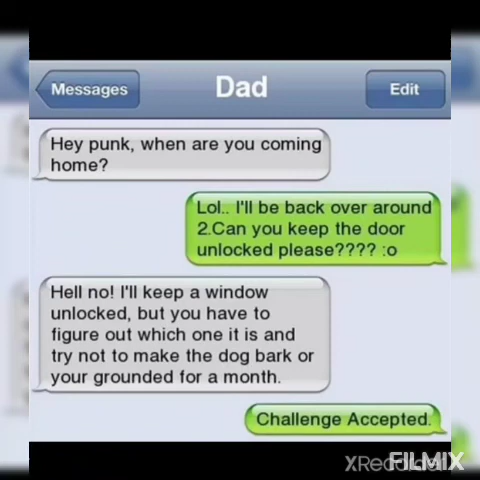 Messages
Dad
Edit
Hey punk, when are you coming
home?
Lol.. I'll be back over around
2.Can you keep the door
unlocked please???? :o
Hell no! I'll keep a window
unlocked, but you have to
figure out which one it is and
try not to make the dog bark or
your grounded for a month.
Challenge Accepted.
FILMIX